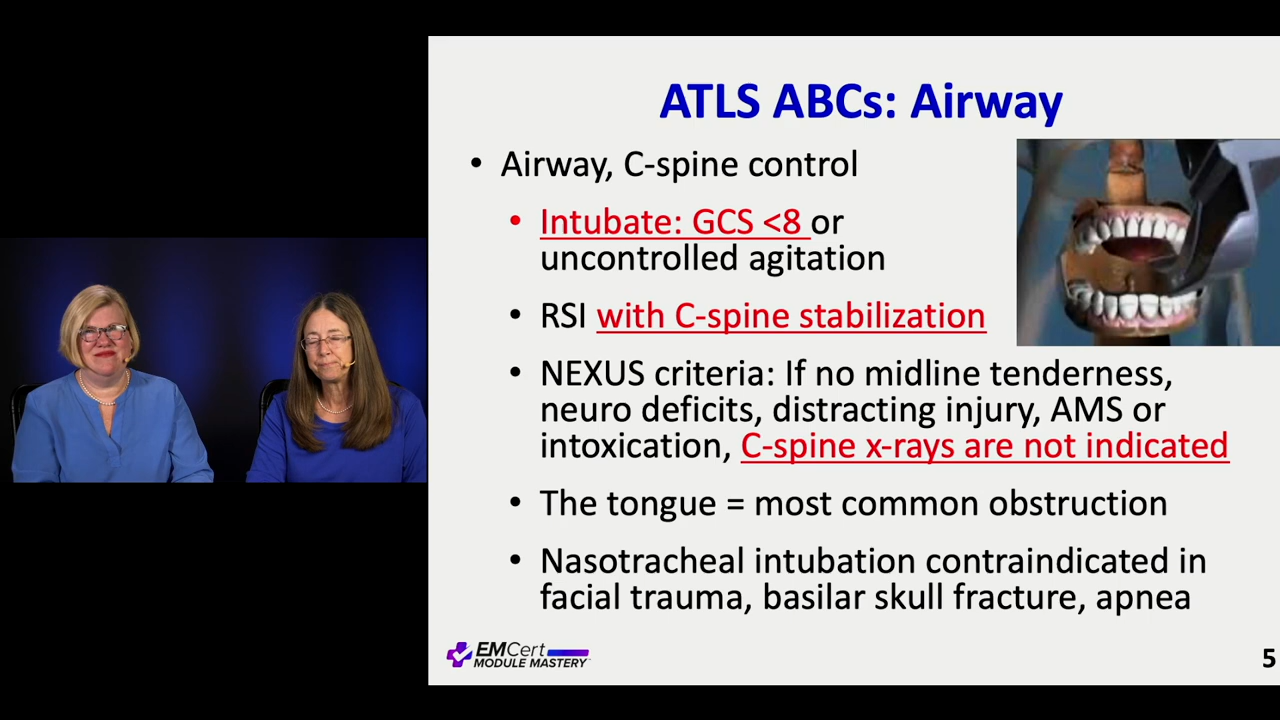 ATLS ABCs: Airway
• Airway, C-spine control
• Intubate: GCS <8 or
uncontrolled agitation
• RSI with C-spine stabilization
• NEXUS criteria: If no midline tenderness,
neuro deficits, distracting injury, AMS or
intoxication, C-spine x-rays are not indicated
• The tongue = most common obstruction
• Nasotracheal intubation contraindicated in
facial trauma, basilar skull fracture, apnea
EMCert
MODULE MASTERY
5